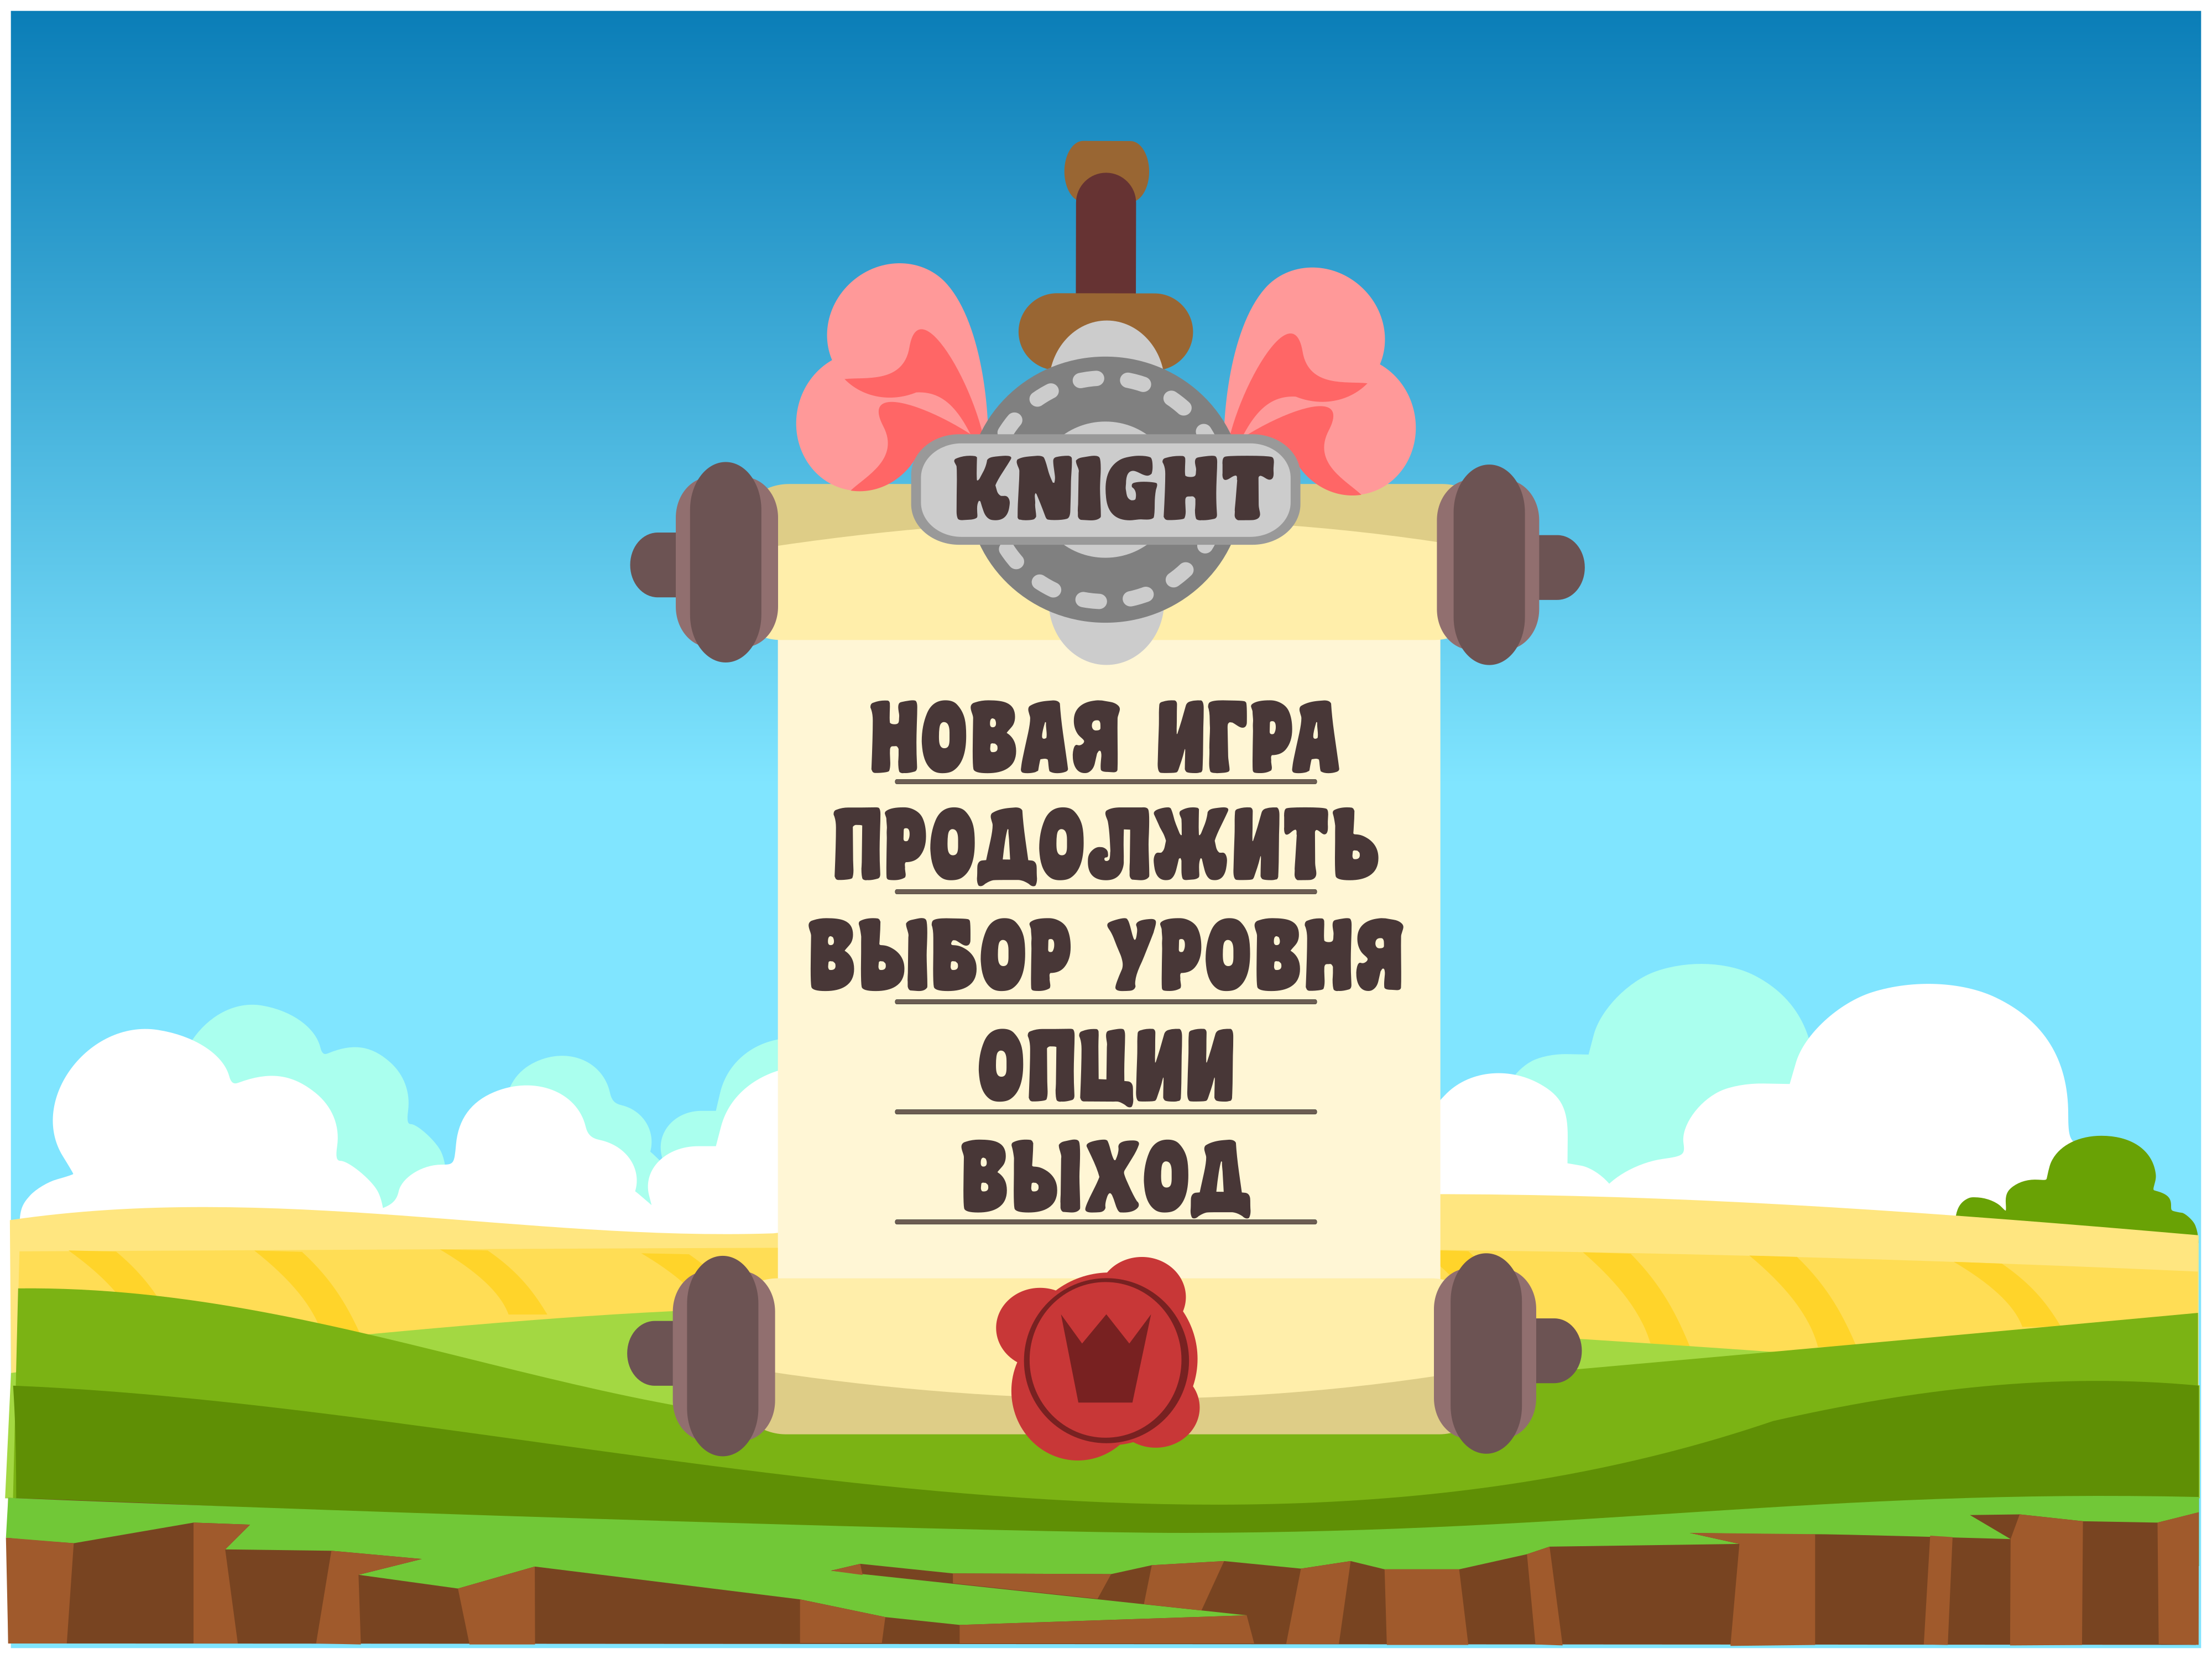 KNIGHT
НОВАЯ ИГРА
ПРОДОЛЖИТЬ
ВЫБОР УРОВНЯ
ОПЦИИ
ВЫХОД